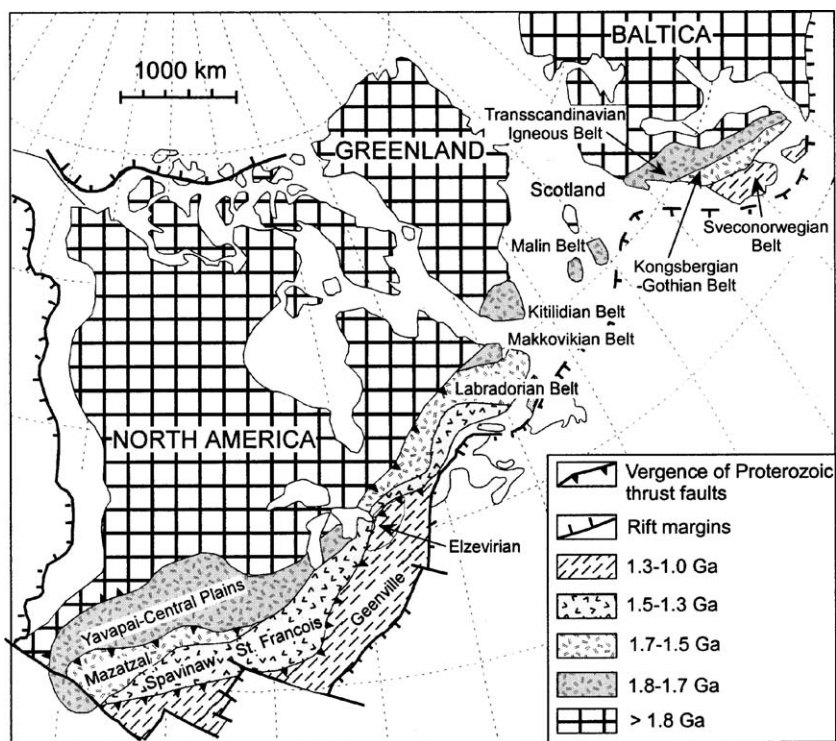 BALTICA
1000 km
Transscandinavian
Igneous Belt
GREENLAND
Scotland
Sveconorwegian
Belt
Malin Belt
Kongsbergian
-Gothian Belt
Kitilidian Belt
Makkovikian Belt
Labradorian Belt
NORTH AMERICA
Elzevirian
Yavapai-Central Plains
Mazatzal
Spavinaw
St. Francois
Geenville
Vergence of Proterozoic
thrust faults
Rift margins
1.3-1.0 Ga
1.5-1.3 Ga
1.7-1.5 Ga
1.8-1.7 Ga
> 1.8 Ga